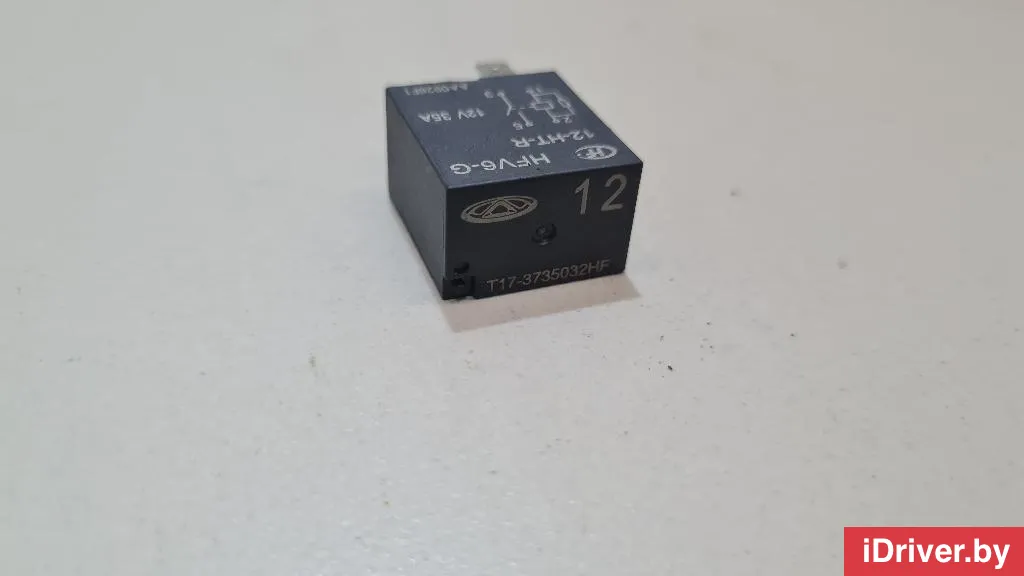 HFV6-G
12-HT-R
12V 35A
12
T17-3735032HF
iDriver.by